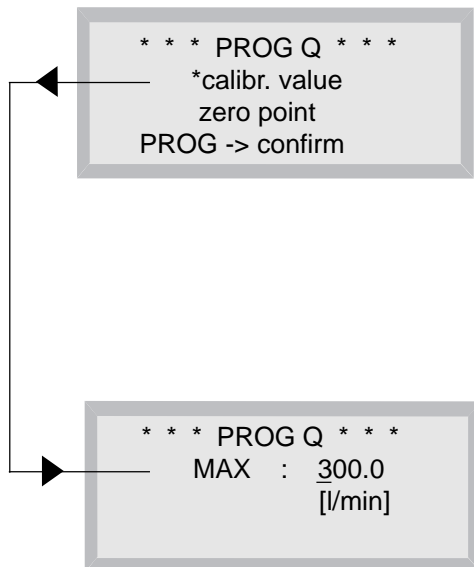 * * * PROG Q * * *
*calibr. value
zero point
PROG -> confirm
* * * PROG Q * * *
MAX : 300.0
[l/min]